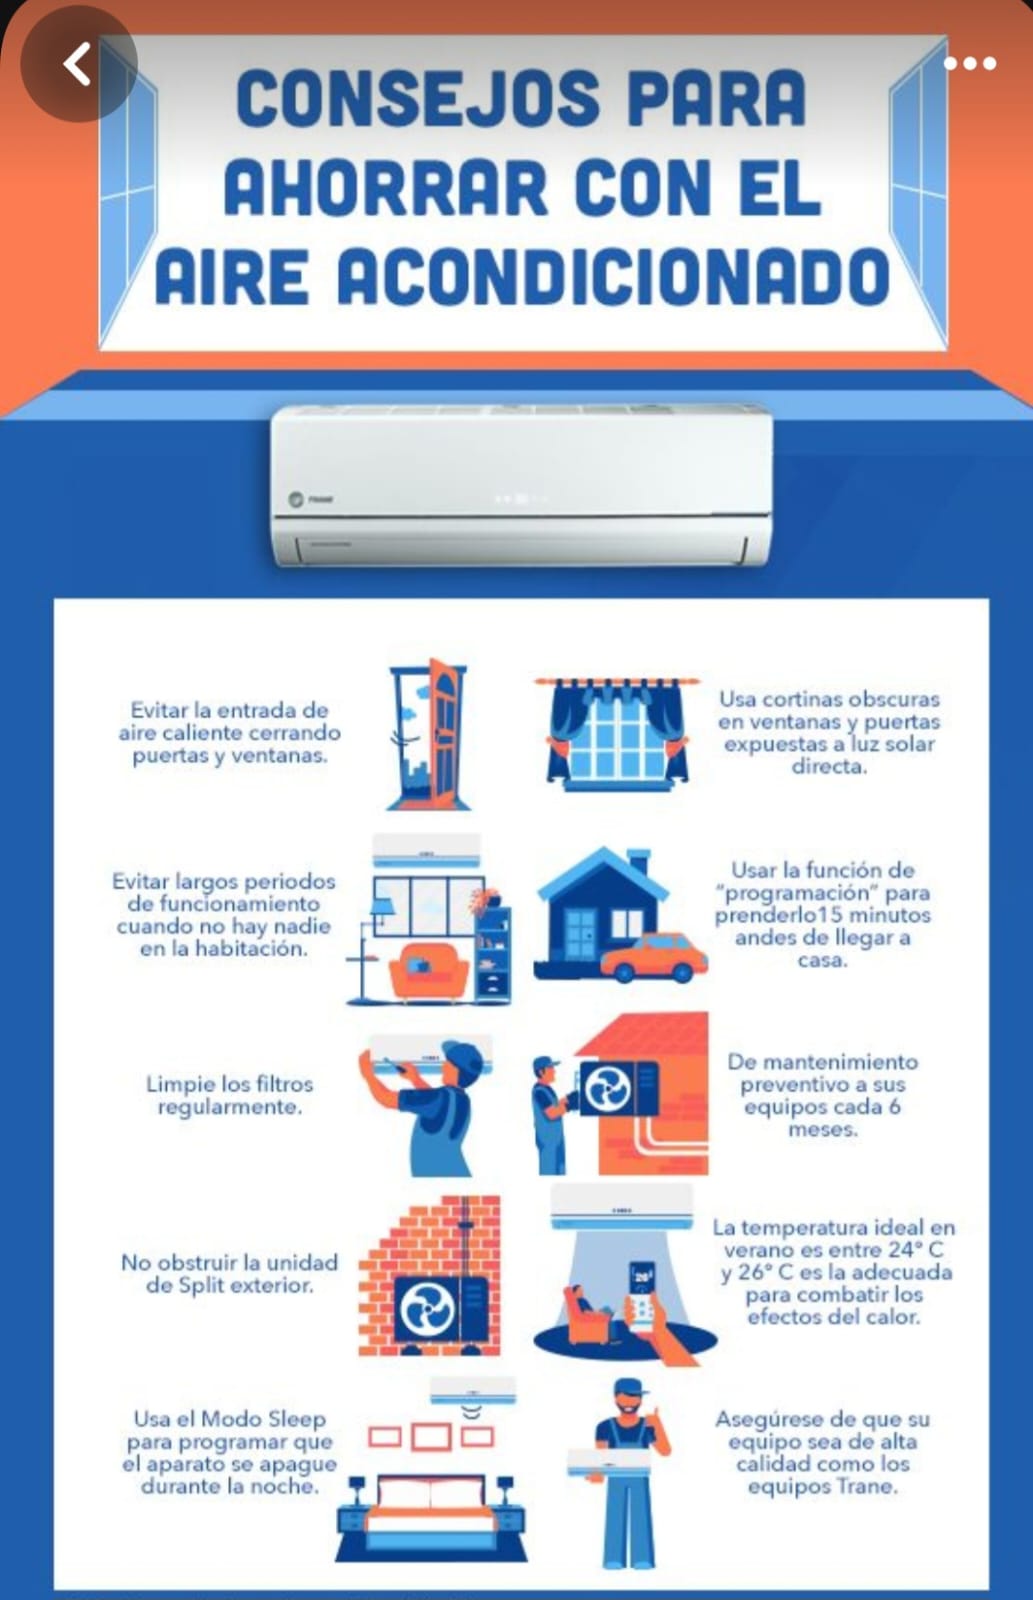 CONSEJOS PARA
AHORRAR CON EL
AIRE ACONDICIONADO
TRANE
Evitar la entrada de
aire caliente cerrando
puertas y ventanas.
Usa cortinas obscuras
en ventanas y puertas
expuestas a luz solar
directa.
Evitar largos periodos
de funcionamiento
cuando no hay nadie
en la habitación.
Usar la función de
“programación” para
prenderlo15 minutos
andes de llegar a
casa.
Limpie los filtros
regularmente.
De mantenimiento
preventivo a sus
equipos cada 6
meses.
No obstruir la unidad
de Split exterior.
La temperatura ideal en
verano es entre 24° C
y 26° C es la adecuada
para combatir los
efectos del calor.
26°
Usa el Modo Sleep
para programar que
el aparato se apague
durante la noche.
Asegúrese de que su
equipo sea de alta
calidad como los
equipos Trane.